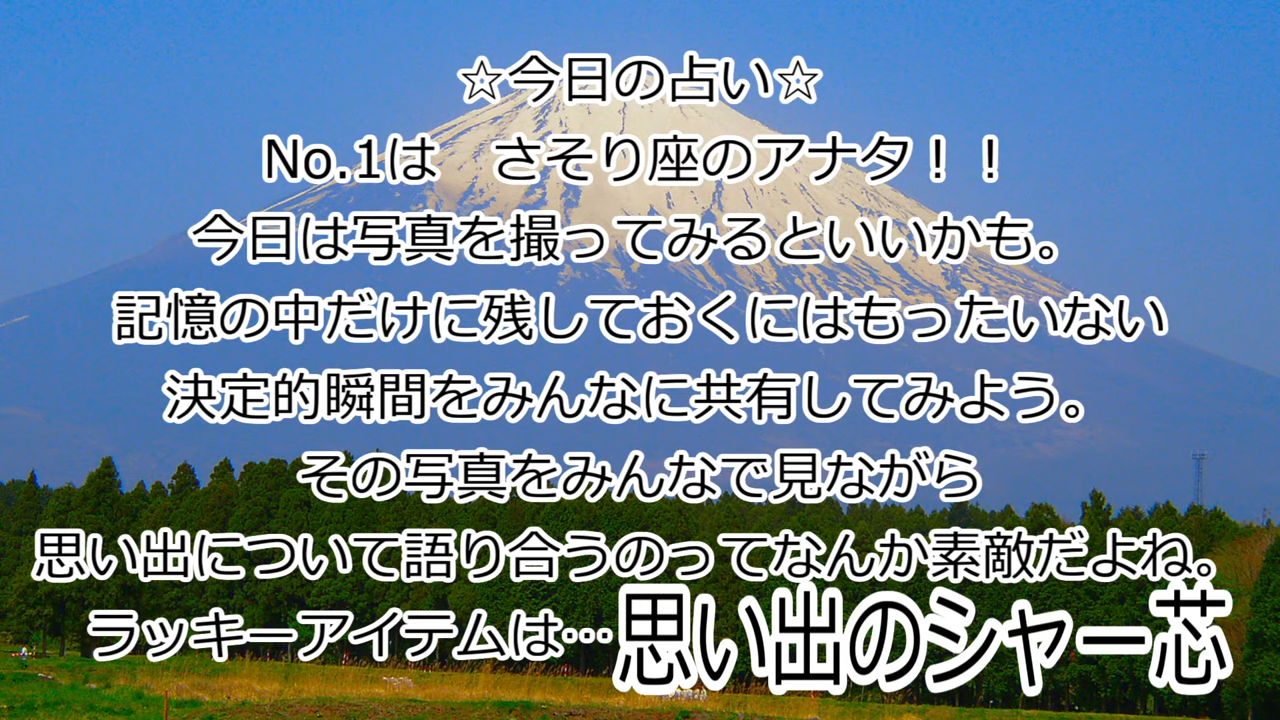 ☆今日の占い☆
No.1は　さそり座のアナタ！！
今日は写真を撮ってみるといいかも。
記憶の中だけに残しておくにはもったいない
決定的瞬間をみんなに共有してみよう。
その写真をみんなで見ながら
思い出について語り合うのってなんか素敵だよね。
ラッキーアイテムは…思い出のシャー芯